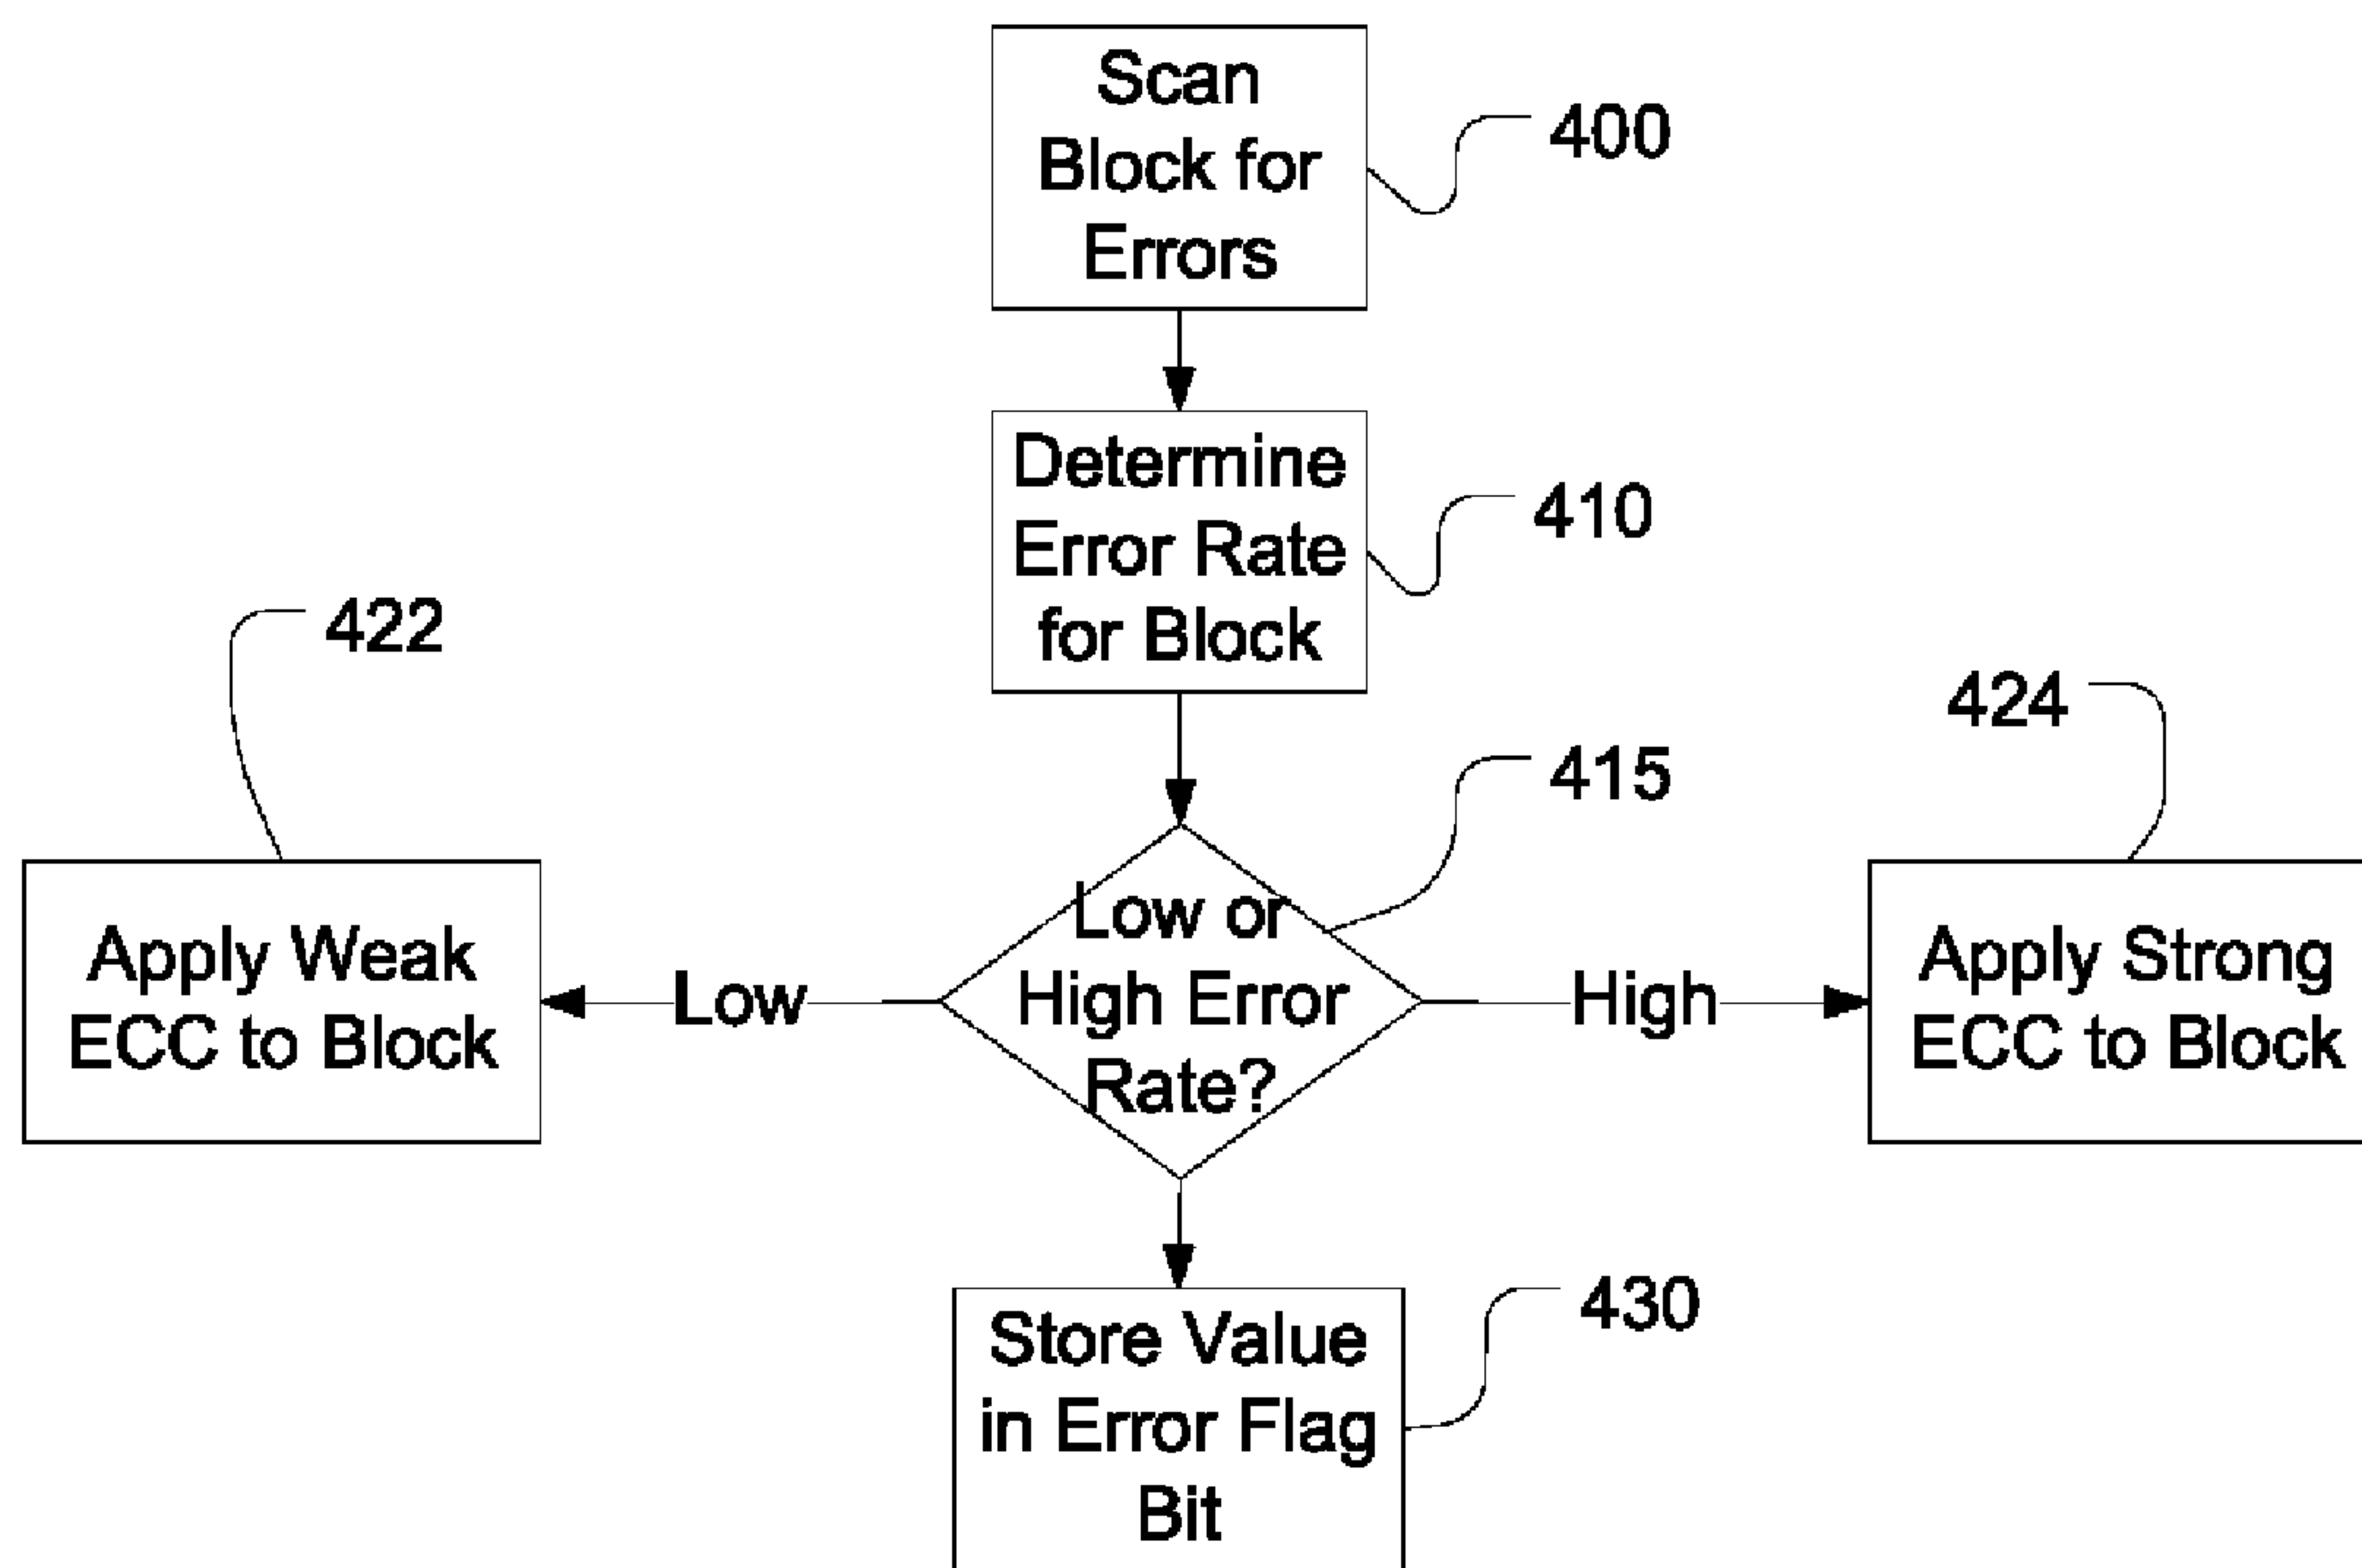 Scan
Block for
Errors
400
Determine
Error Rate
for Block
410
422
424
415
Low or
High Error
Rate?
Apply Weak
ECC to Block
Low
High
Apply Strong
ECC to Block
Store Value
in Error Flag
Bit
430